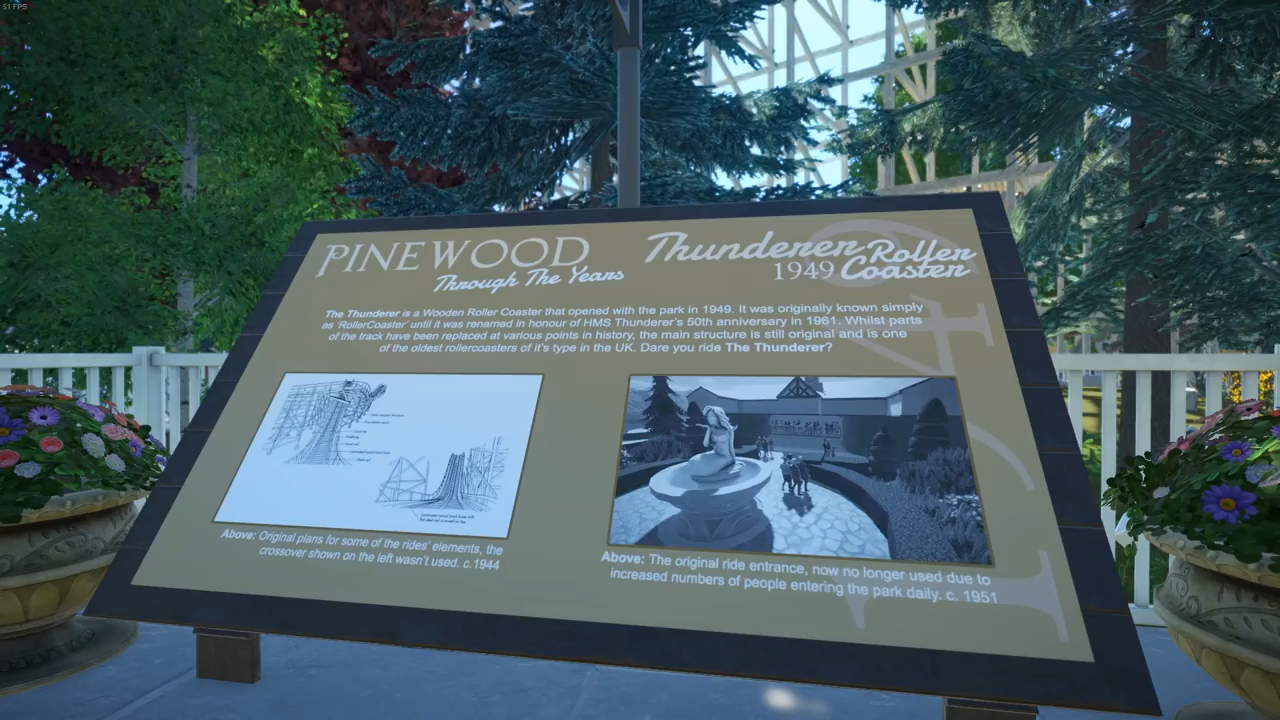 51 FPS
PINEWOOD
Through The Years
Thunderer Roller Coaster
1949
The Thunderer is a Wooden Roller Coaster that opened with the park in 1949. It was originally known simply
as 'RollerCoaster' until it was renamed in honour of HMS Thunderer's 50th anniversary in 1961. Whilst parts
of the track have been replaced at various points in history, the main structure is still original and is one
of the oldest rollercoasters of it's type in the UK. Dare you ride The Thunderer?
Above: Original plans for some of the rides' elements, the
crossover shown on the left wasn't used. c.1944
Above: The original ride entrance, now no longer used due to
increased numbers of people entering the park daily. c. 1951